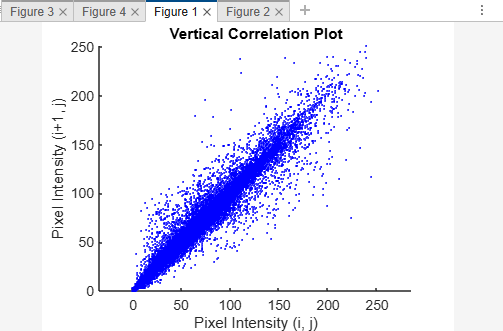 Figure 3 × Figure 4 × Figure 1 × Figure 2 × +
Vertical Correlation Plot
250
200
150
100
50
0
Pixel Intensity (i+1, j)
0 50 100 150 200 250
Pixel Intensity (i, j)